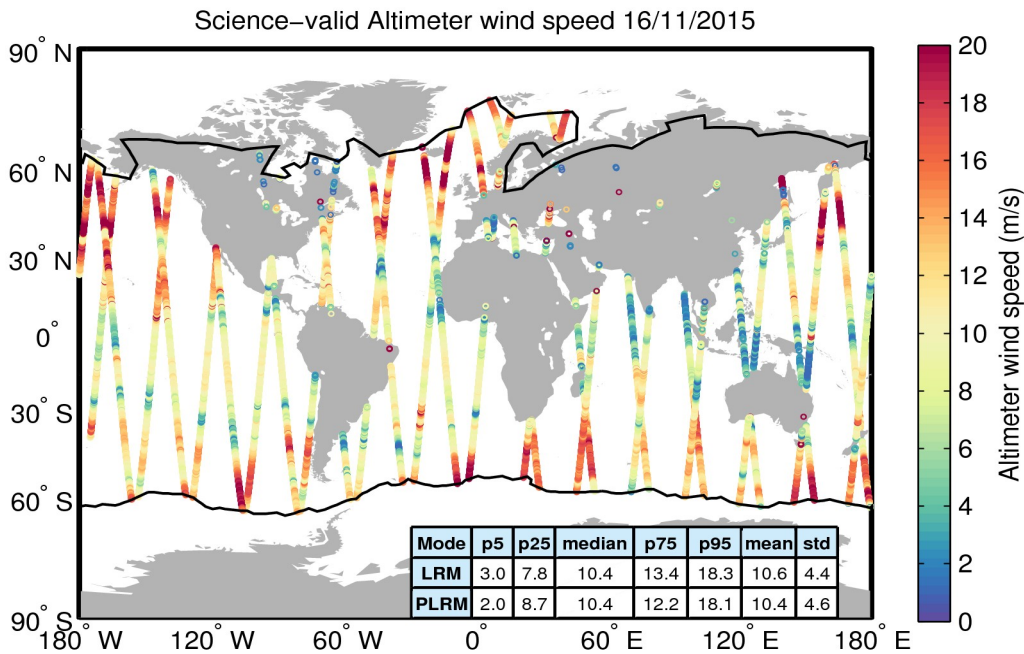 Science−valid Altimeter wind speed 16/11/2015
90° N
60° N
30° N
0°
30° S
60° S
90° S
180° W
120° W
60° W
0°
60° E
120° E
180° E
Mode p5 p25 median p75 p95 mean std
LRM 3.0 7.8 10.4 13.4 18.3 10.6 4.4
PLRM 2.0 8.7 10.4 12.2 18.1 10.4 4.6
20
18
16
14
12
10
8
6
4
2
0
Altimeter wind speed (m/s)